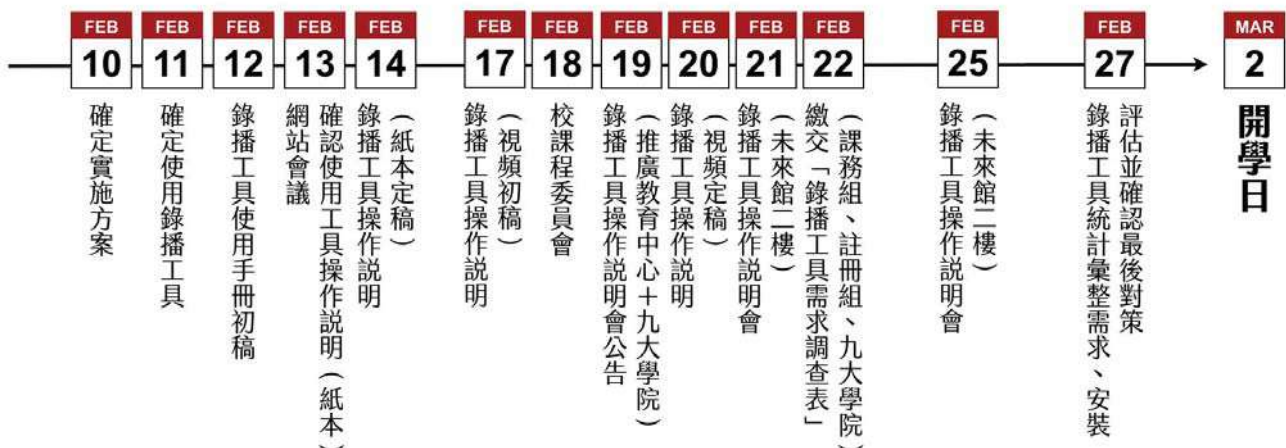 FEB
10
確定實施方案
FEB
11
確定使用錄播工具
FEB
12
錄播工具使用手冊初稿
FEB
13
網站會議
確認使用工具操作説明（紙本）
FEB
14
錄播工具操作説明
（紙本定稿）
FEB
17
錄播工具操作説明
（視頻初稿）
FEB
18
校課程委員會
FEB
19
錄播工具操作説明會公告
（推廣教育中心＋九大學院）
FEB
20
錄播工具操作説明
（視頻定稿）
FEB
21
錄播工具操作説明會
（未來館二樓）
FEB
22
繳交「錄播工具需求調查表」
（課務組、註冊組、九大學院）
FEB
25
錄播工具操作説明會
（未來館二樓）
FEB
27
錄播工具統計彙整需求、安裝
評估並確認最後對策
MAR
2
開學日